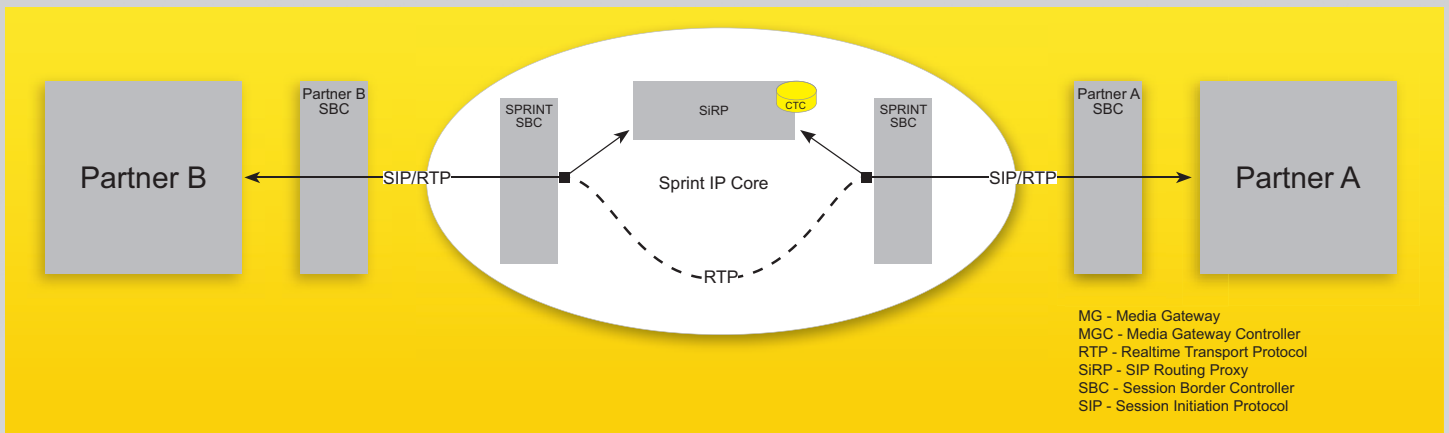 Partner B
Partner B
SBC
SIP/RTP
SPRINT
SBC
SiRP
CTC
Sprint IP Core
RTP
SPRINT
SBC
SIP/RTP
Partner A
SBC
Partner A
MG - Media Gateway
MGC - Media Gateway Controller
RTP - Realtime Transport Protocol
SiRP - SIP Routing Proxy
SBC - Session Border Controller
SIP - Session Initiation Protocol